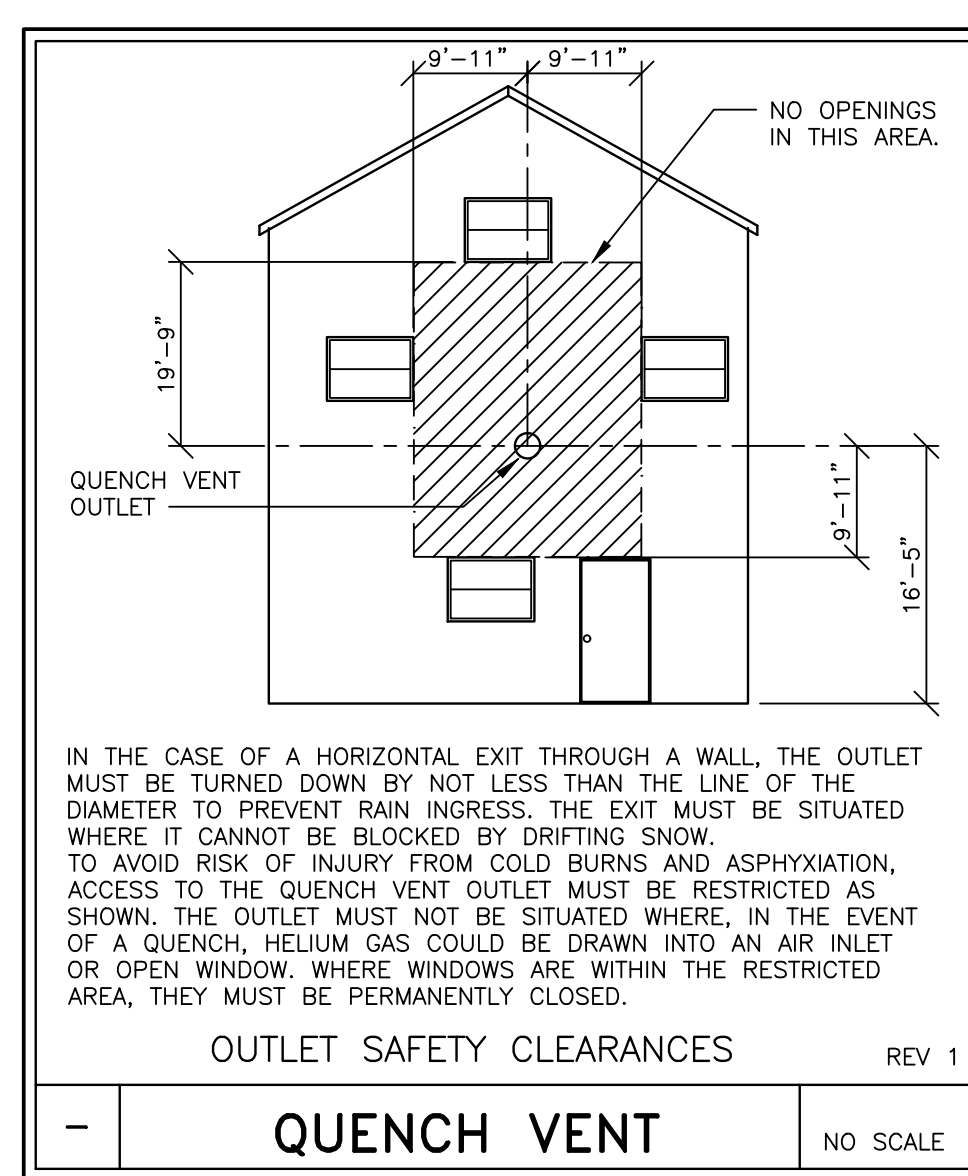 9'-11" 9'-11"
NO OPENINGS
IN THIS AREA.
19'-9"
QUENCH VENT
OUTLET
9'-11"
16'-5"
IN THE CASE OF A HORIZONTAL EXIT THROUGH A WALL, THE OUTLET
MUST BE TURNED DOWN BY NOT LESS THAN THE LINE OF THE
DIAMETER TO PREVENT RAIN INGRESS. THE EXIT MUST BE SITUATED
WHERE IT CANNOT BE BLOCKED BY DRIFTING SNOW.
TO AVOID RISK OF INJURY FROM COLD BURNS AND ASPHYXIATION,
ACCESS TO THE QUENCH VENT OUTLET MUST BE RESTRICTED AS
SHOWN. THE OUTLET MUST NOT BE SITUATED WHERE, IN THE EVENT
OF A QUENCH, HELIUM GAS COULD BE DRAWN INTO AN AIR INLET
OR OPEN WINDOW. WHERE WINDOWS ARE WITHIN THE RESTRICTED
AREA, THEY MUST BE PERMANENTLY CLOSED.
OUTLET SAFETY CLEARANCES
REV 1
-
QUENCH VENT
NO SCALE